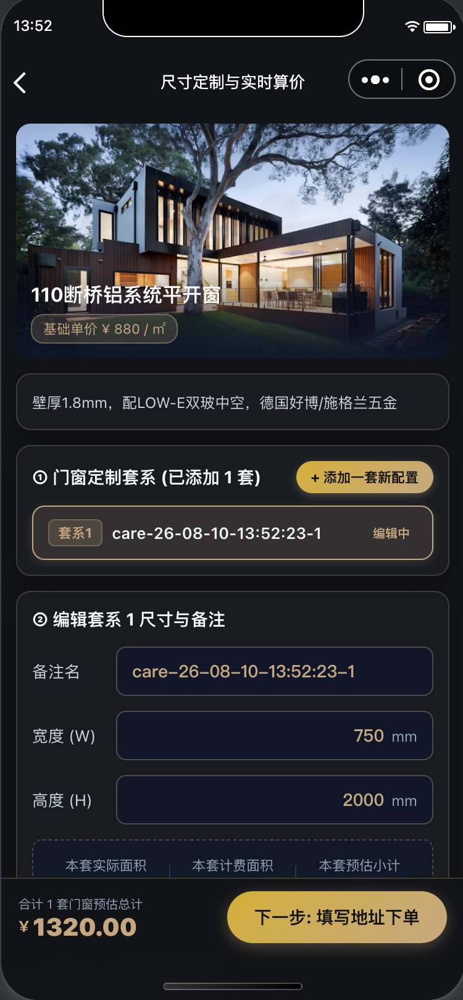 13:52
尺寸定制与实时算价
110断桥铝系统平开窗
基础单价 ¥ 880 / ㎡
壁厚1.8mm，配LOW-E双玻中空，德国好博/施格兰五金
① 门窗定制套系 (已添加 1 套)
+ 添加一套新配置
套系1 care-26-08-10-13:52:23-1 编辑中
② 编辑套系 1 尺寸与备注
备注名 care-26-08-10-13:52:23-1
宽度 (W) 750 mm
高度 (H) 2000 mm
本套实际面积 本套计费面积 本套预估小计
合计 1 套门窗预估总计
¥1320.00
下一步: 填写地址下单